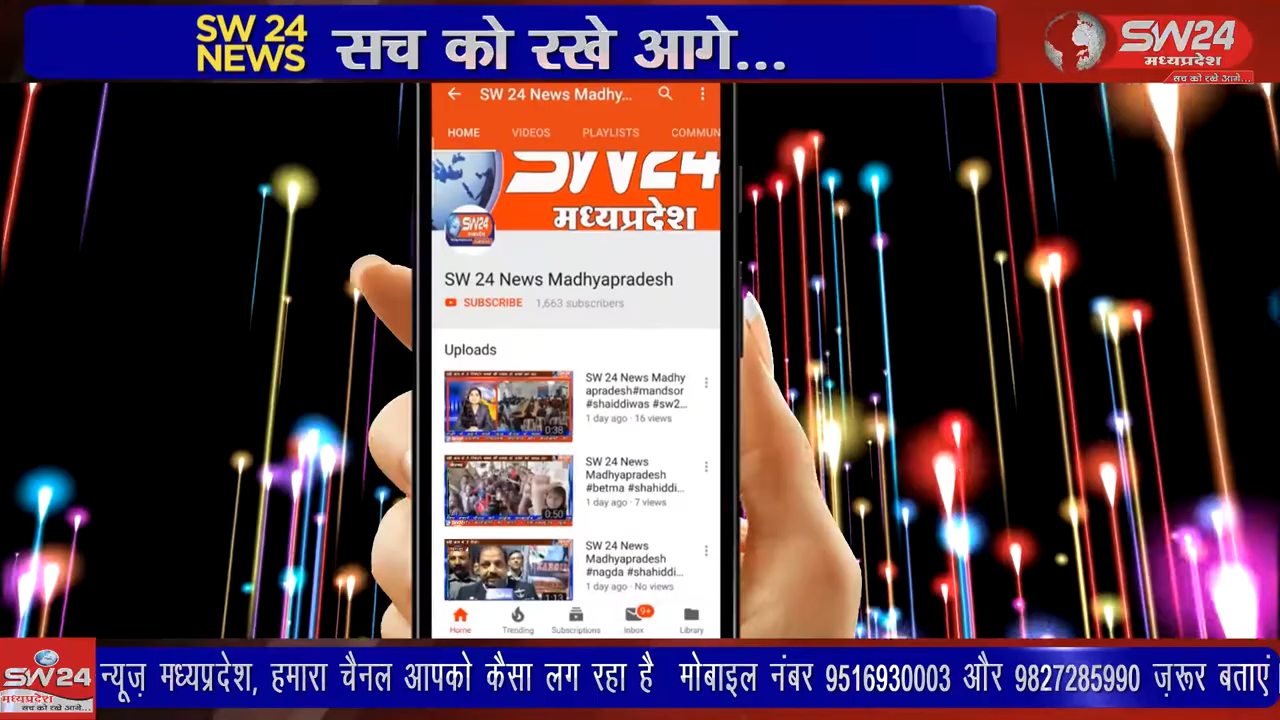 SW 24
NEWS
सच को रखे आगे...
SW24
मध्यप्रदेश
सच को रखे आगे...
SW 24 News Madhy...
HOME VIDEOS PLAYLISTS COMMUN
SW24
मध्यप्रदेश
SW24
SW 24 News Madhyapradesh
SUBSCRIBE 1,663 subscribers
Uploads
SW 24 News Madhy
apradesh#mandsor
#shaiddiwas #sw2...
1 day ago · 16 views
0:38
SW 24 News
Madhyapradesh
#betma #shahiddi...
1 day ago · 7 views
0:50
SW 24 News
Madhyapradesh
#nagda #shahiddi...
1 day ago · No views
1:13
9+
Home Trending Subscriptions Inbox Library
SW24
मध्यप्रदेश
सच को रखे आगे...
न्यूज़ मध्यप्रदेश, हमारा चैनल आपको कैसा लग रहा है मोबाइल नंबर 9516930003 और 9827285990 ज़रूर बताएं